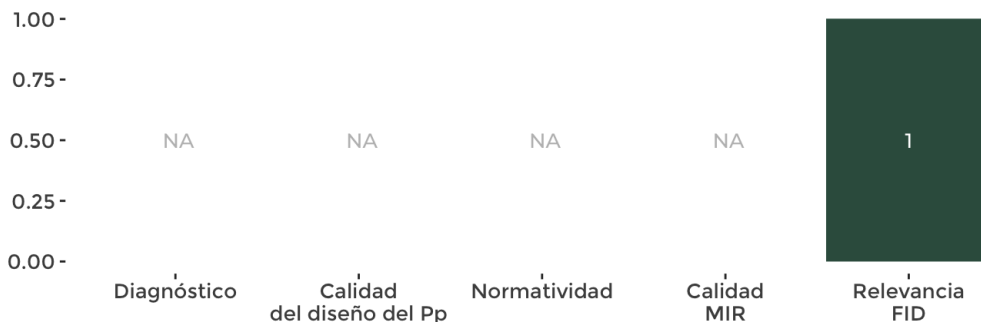 1.00
0.75
0.50
0.25
0.00
NA
NA
NA
NA
1
Diagnóstico
Calidad
del diseño del Pp
Normatividad
Calidad
MIR
Relevancia
FID